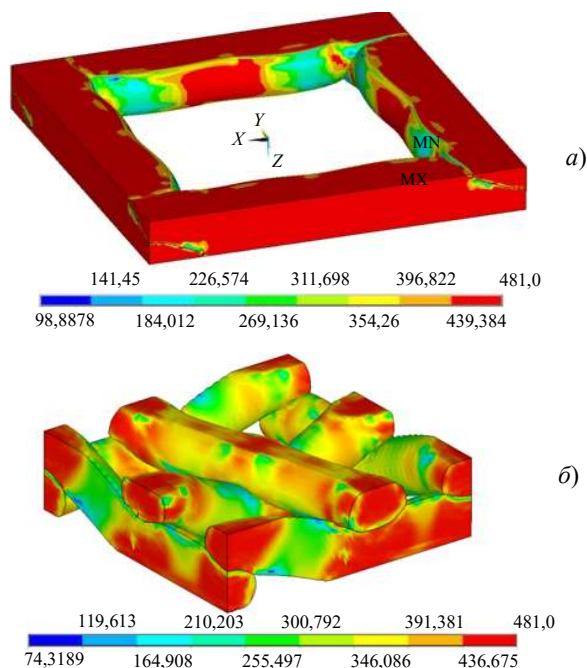 Y
X
Z
MN
MX
а)
141,45 226,574 311,698 396,822 481,0
98,8878 184,012 269,136 354,26 439,384
б)
119,613 210,203 300,792 391,381 481,0
74,3189 164,908 255,497 346,086 436,675